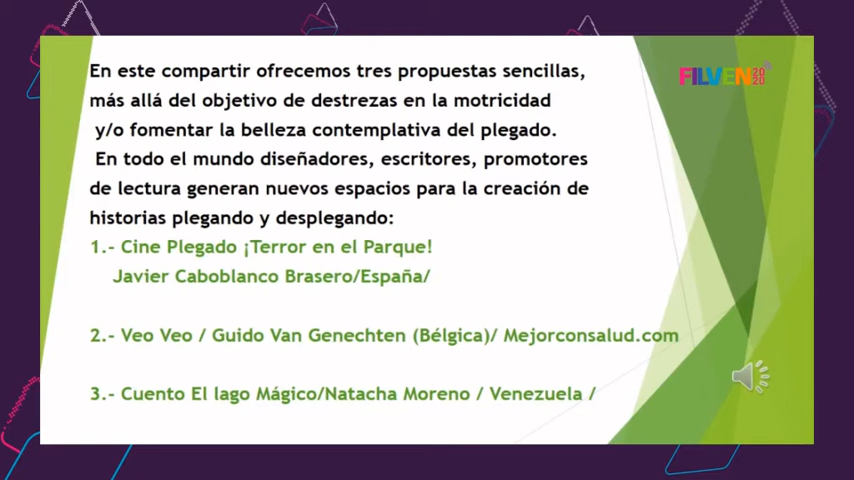 FILVEN 2020
En este compartir ofrecemos tres propuestas sencillas,
más allá del objetivo de destrezas en la motricidad
y/o fomentar la belleza contemplativa del plegado.
En todo el mundo diseñadores, escritores, promotores
de lectura generan nuevos espacios para la creación de
historias plegando y desplegando:
1.- Cine Plegado ¡Terror en el Parque!
Javier Caboblanco Brasero/España/
2.- Veo Veo / Guido Van Genechten (Bélgica)/ Mejorconsalud.com
3.- Cuento El lago Mágico/Natacha Moreno / Venezuela /